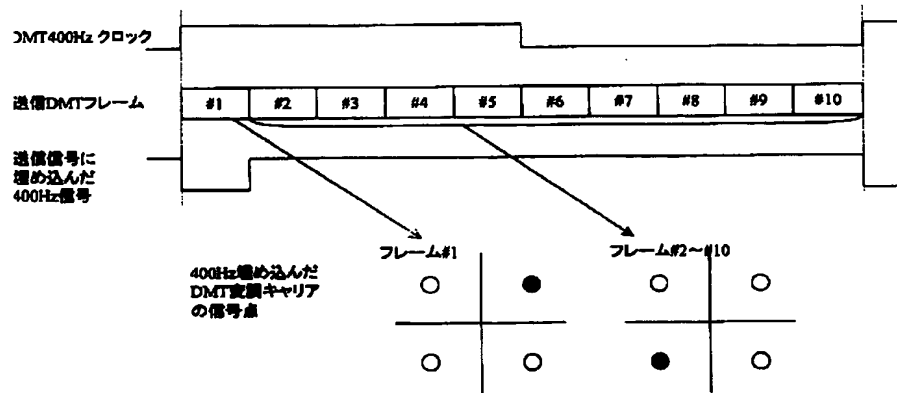 DMT400Hz クロック
送信DMTフレーム
#1 #2 #3 #4 #5 #6 #7 #8 #9 #10
送信信号に
埋め込んだ
400Hz信号
フレーム#1
フレーム#2～#10
400Hz埋め込んだ
DMT変調キャリア
の信号点